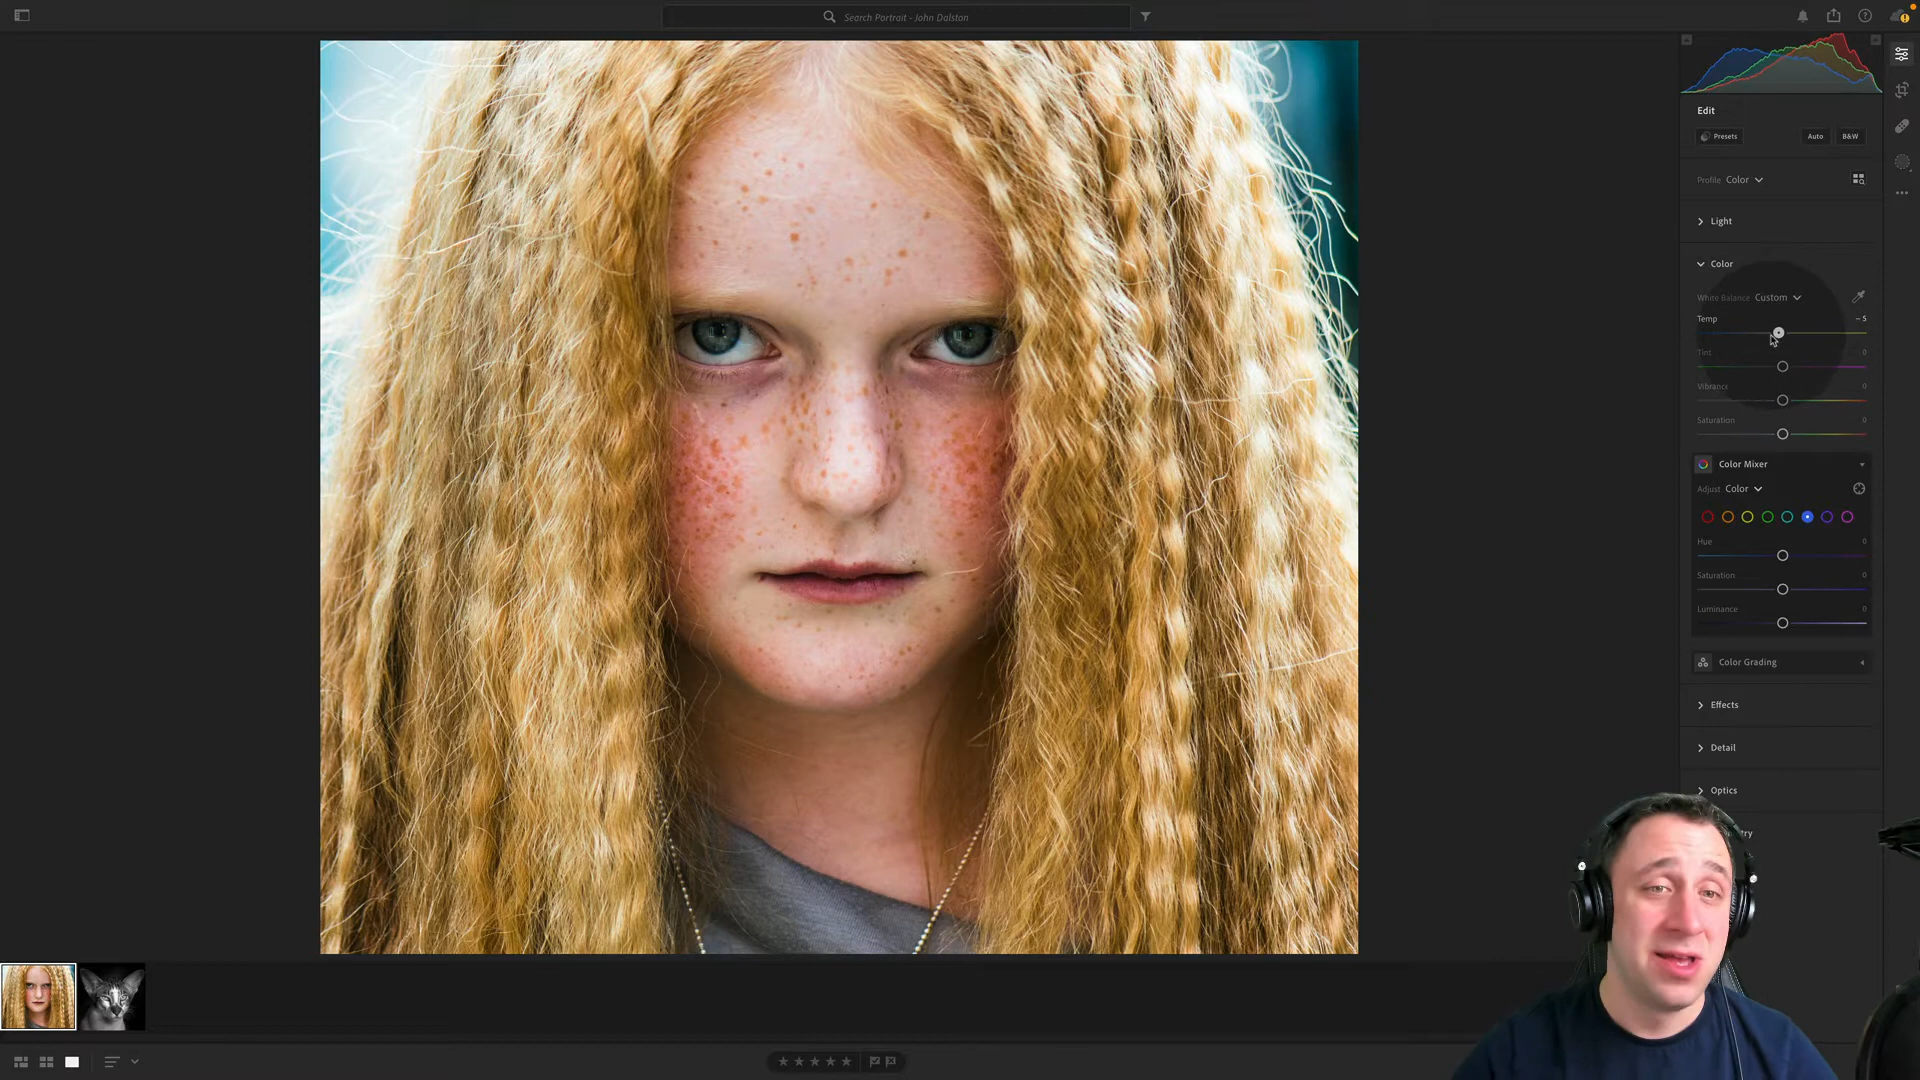 Search Portrait - John Dalston
Edit
Presets
Auto
B&W
Profile Color
Light
Color
White Balance Custom
Temp - 5
Tint 0
Vibrance 0
Saturation 0
Color Mixer
Adjust Color
Hue 0
Saturation 0
Luminance 0
Color Grading
Effects
Detail
Optics
try